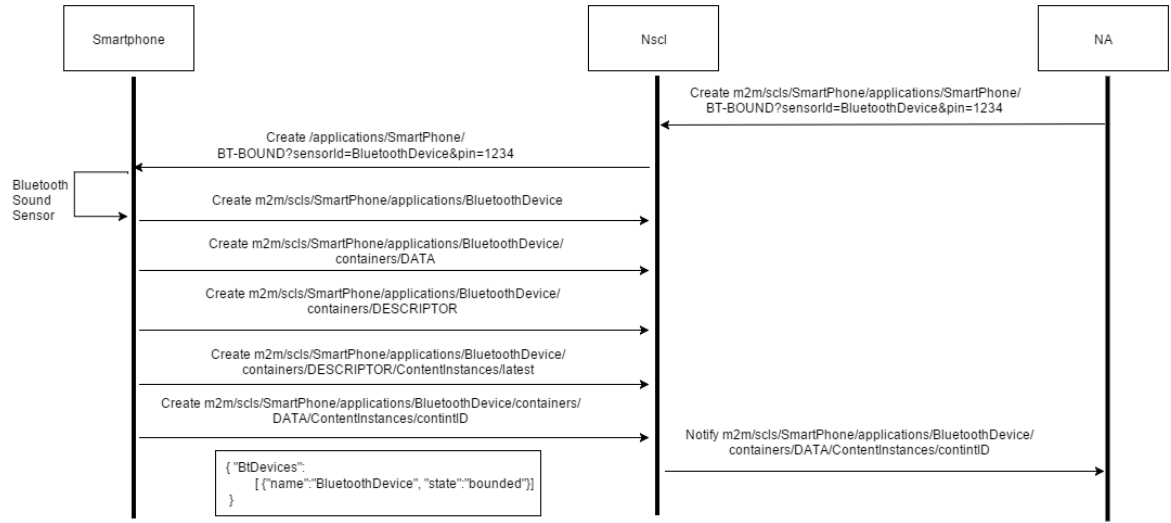 Smartphone
Nscl
NA
Create m2m/scls/SmartPhone/applications/SmartPhone/
BT-BOUND?sensorId=BluetoothDevice&pin=1234
Create /applications/SmartPhone/
BT-BOUND?sensorId=BluetoothDevice&pin=1234
Bluetooth
Sound
Sensor
Create m2m/scls/SmartPhone/applications/BluetoothDevice
Create m2m/scls/SmartPhone/applications/BluetoothDevice/
containers/DATA
Create m2m/scls/SmartPhone/applications/BluetoothDevice/
containers/DESCRIPTOR
Create m2m/scls/SmartPhone/applications/BluetoothDevice/
containers/DESCRIPTOR/ContentInstances/latest
Create m2m/scls/SmartPhone/applications/BluetoothDevice/containers/
DATA/ContentInstances/contintID
Notify m2m/scls/SmartPhone/applications/BluetoothDevice/
containers/DATA/ContentInstances/contintID
{ "BtDevices":
[ {"name":"BluetoothDevice", "state":"bounded"}]
}